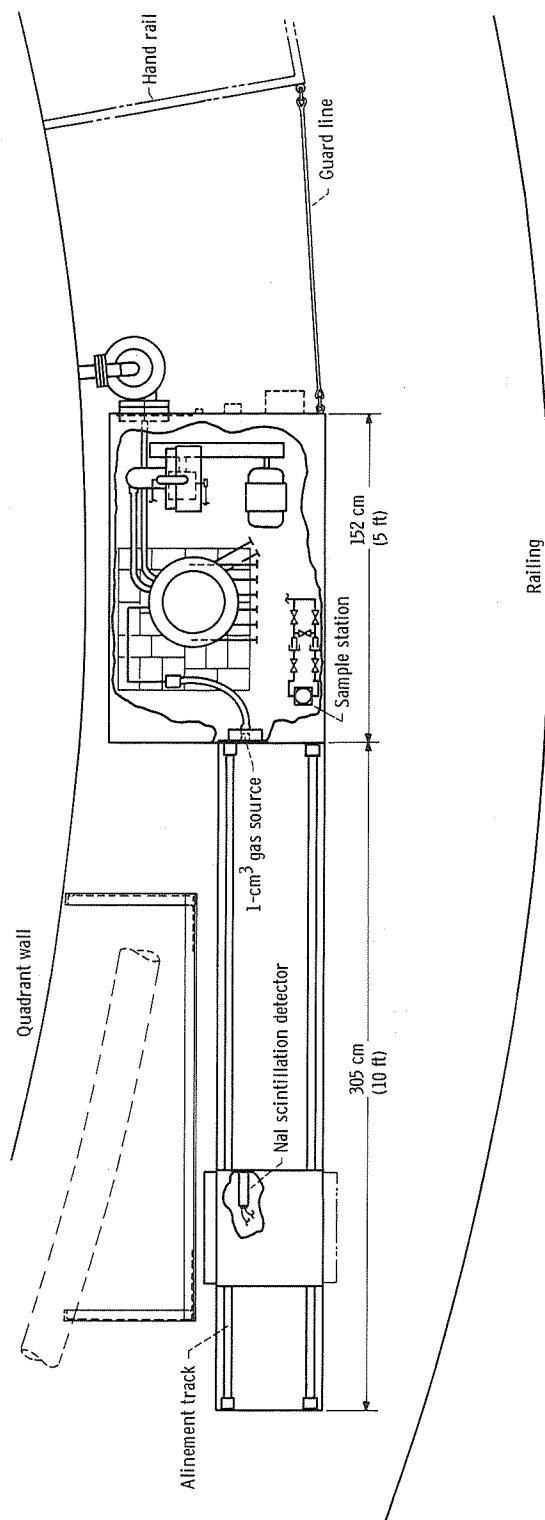 Quadrant wall
Hand rail
Guard line
1-cm³ gas source
Sample station
NaI scintillation detector
Alinement track
305 cm
(10 ft)
152 cm
(5 ft)
Railing